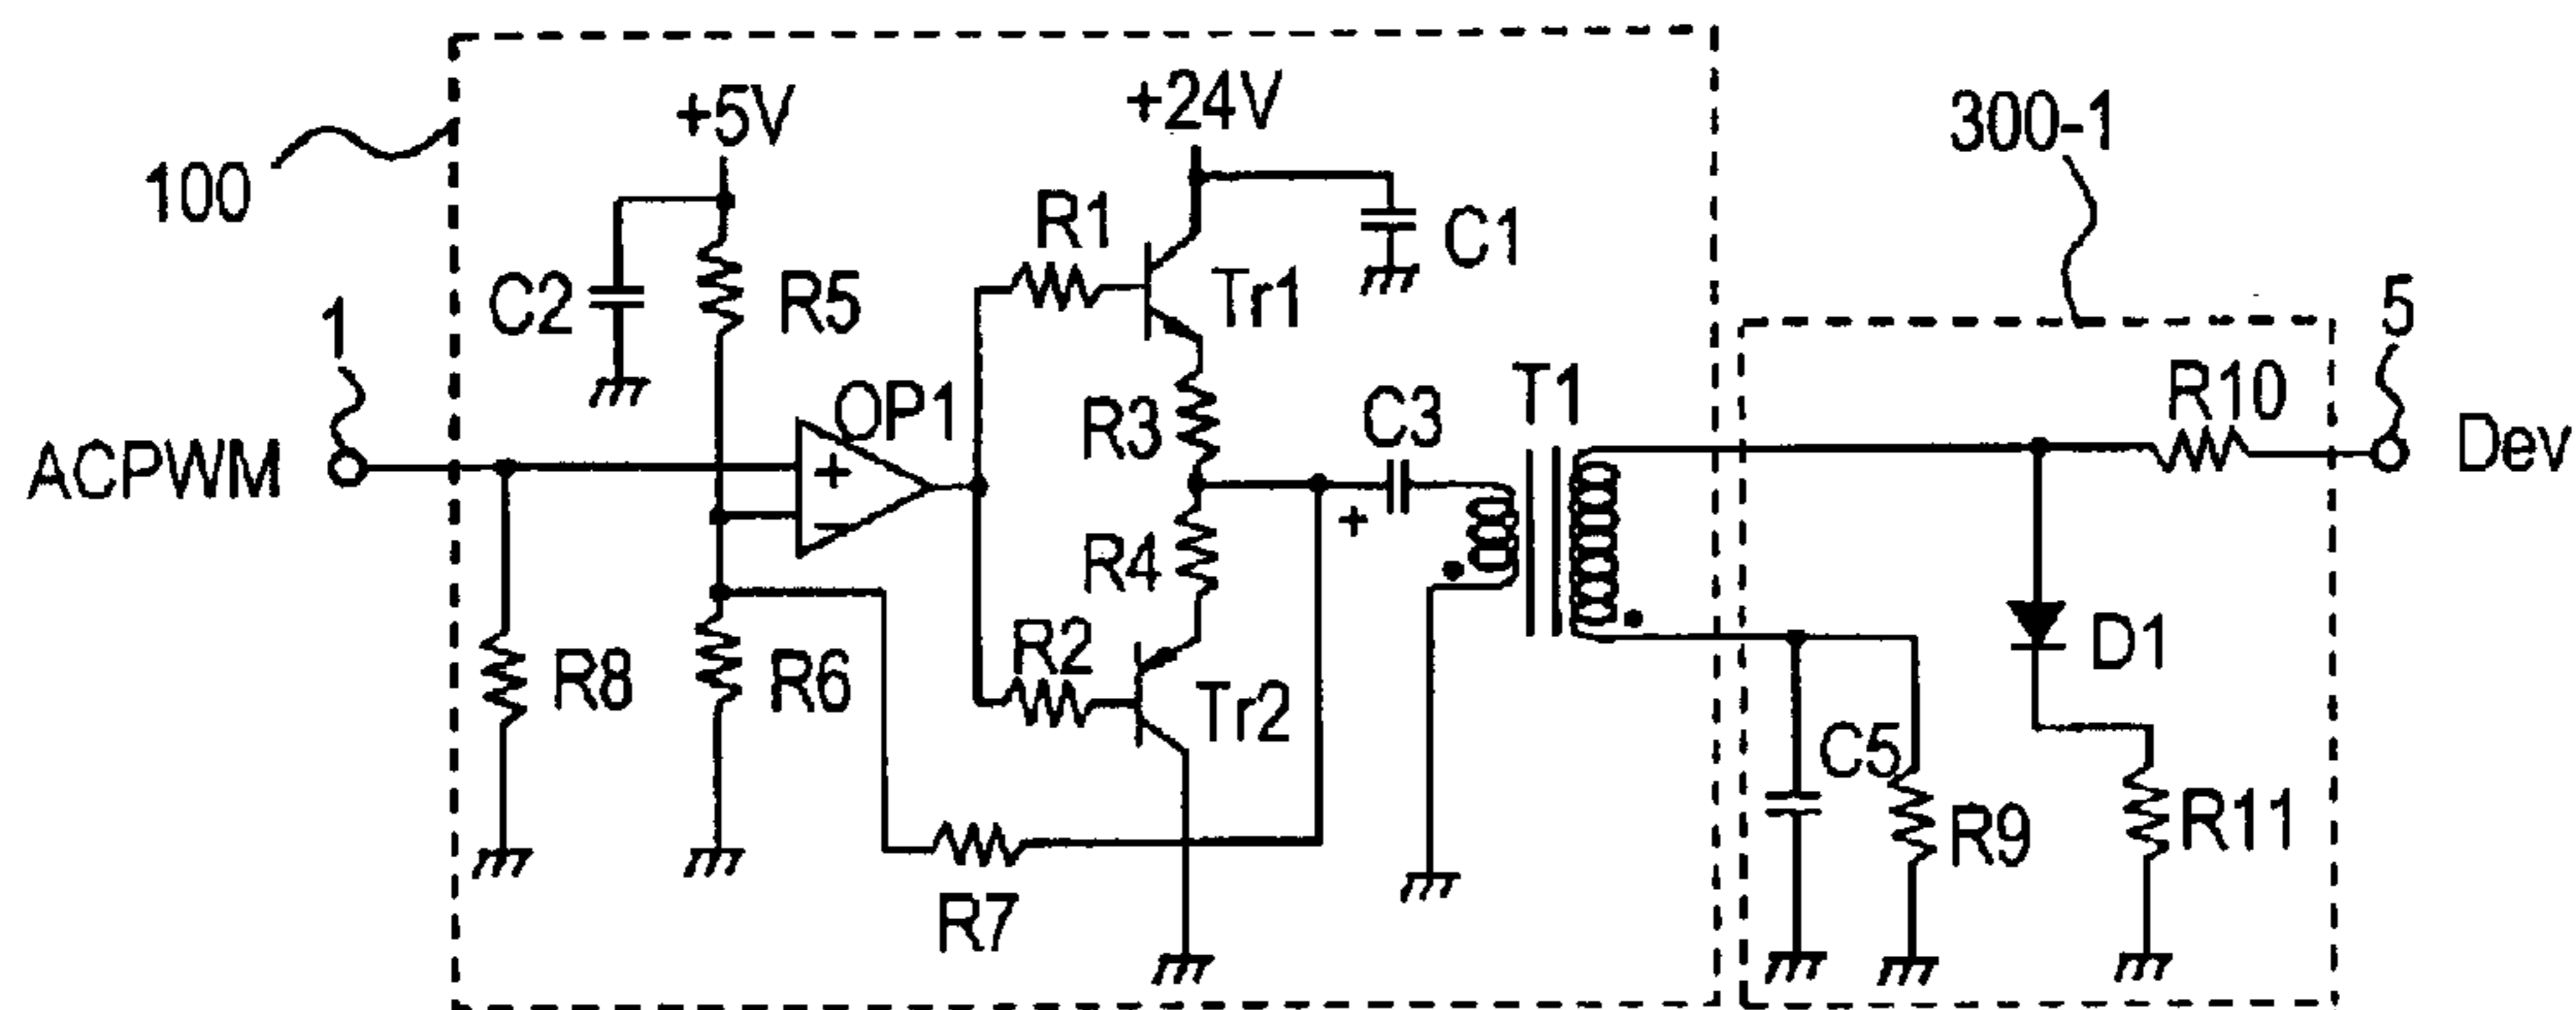 100
+5V
+24V
300-1
R1
C1
C2
R5
Tr1
1
5
OP1
R3
C3
T1
R10
ACPWM
+
+
Dev
−
R4
R2
D1
R8
R6
Tr2
C5
R9
R11
R7